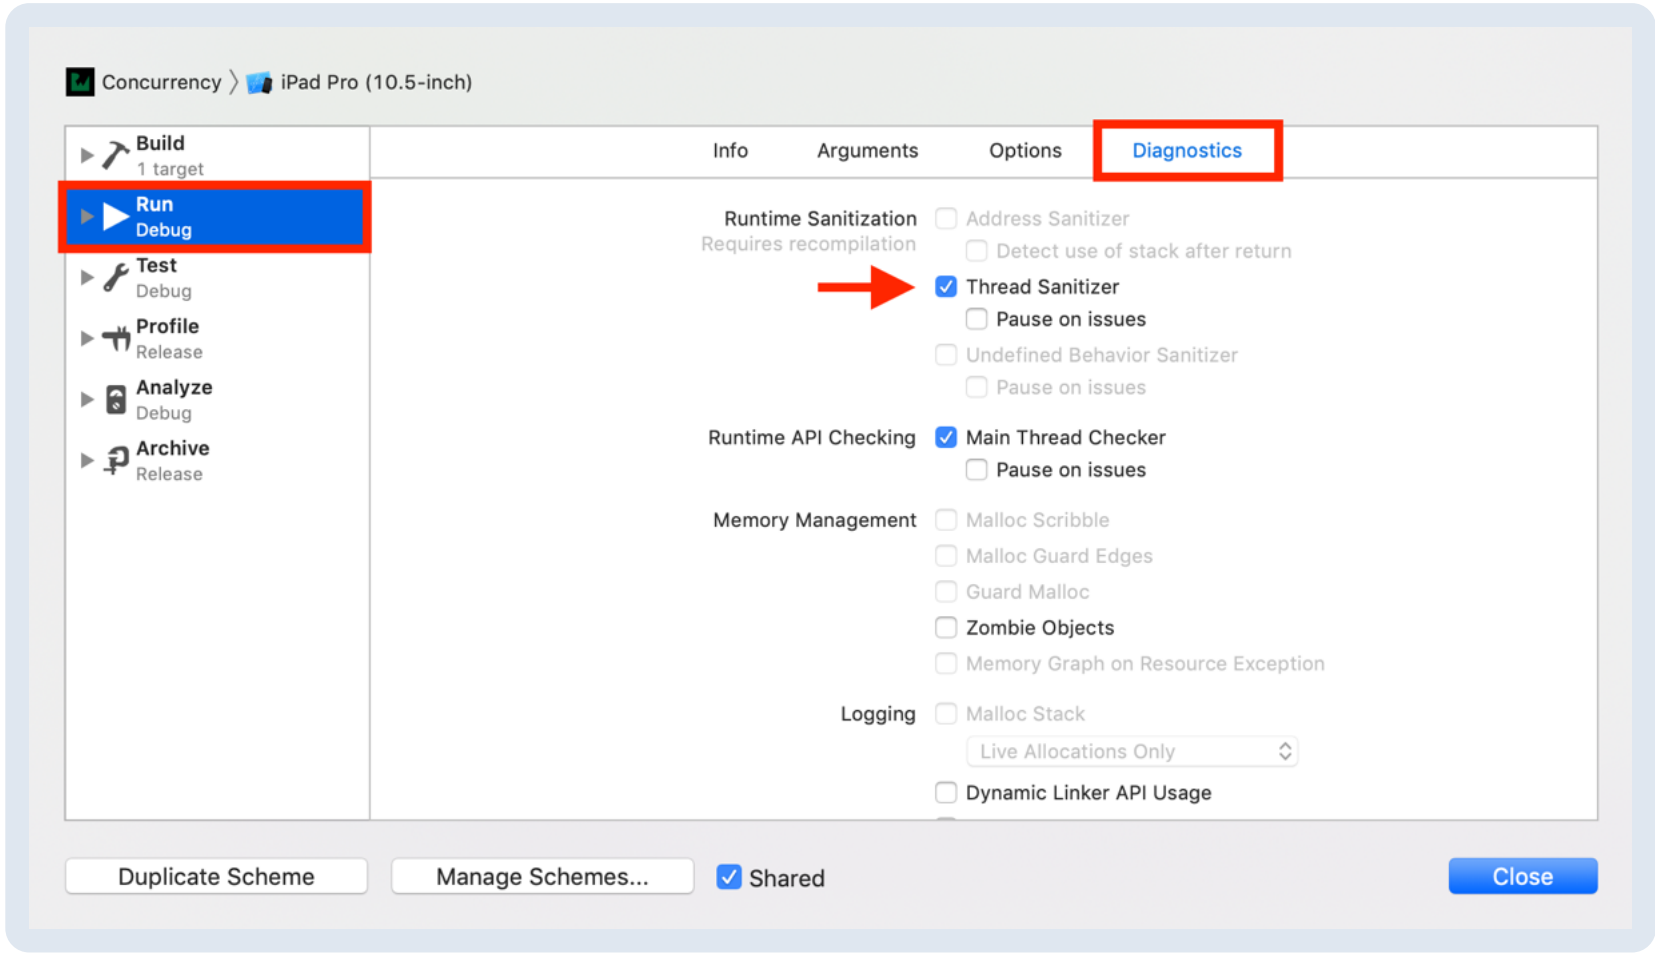 Concurrency 〉 iPad Pro (10.5-inch)
Build
1 target
Run
Debug
Test
Debug
Profile
Release
Analyze
Debug
Archive
Release
Info Arguments Options Diagnostics
Runtime Sanitization Address Sanitizer
Requires recompilation Detect use of stack after return
Thread Sanitizer
Pause on issues
Undefined Behavior Sanitizer
Pause on issues
Runtime API Checking Main Thread Checker
Pause on issues
Memory Management Malloc Scribble
Malloc Guard Edges
Guard Malloc
Zombie Objects
Memory Graph on Resource Exception
Logging Malloc Stack
Live Allocations Only
Dynamic Linker API Usage
Duplicate Scheme Manage Schemes... Shared Close